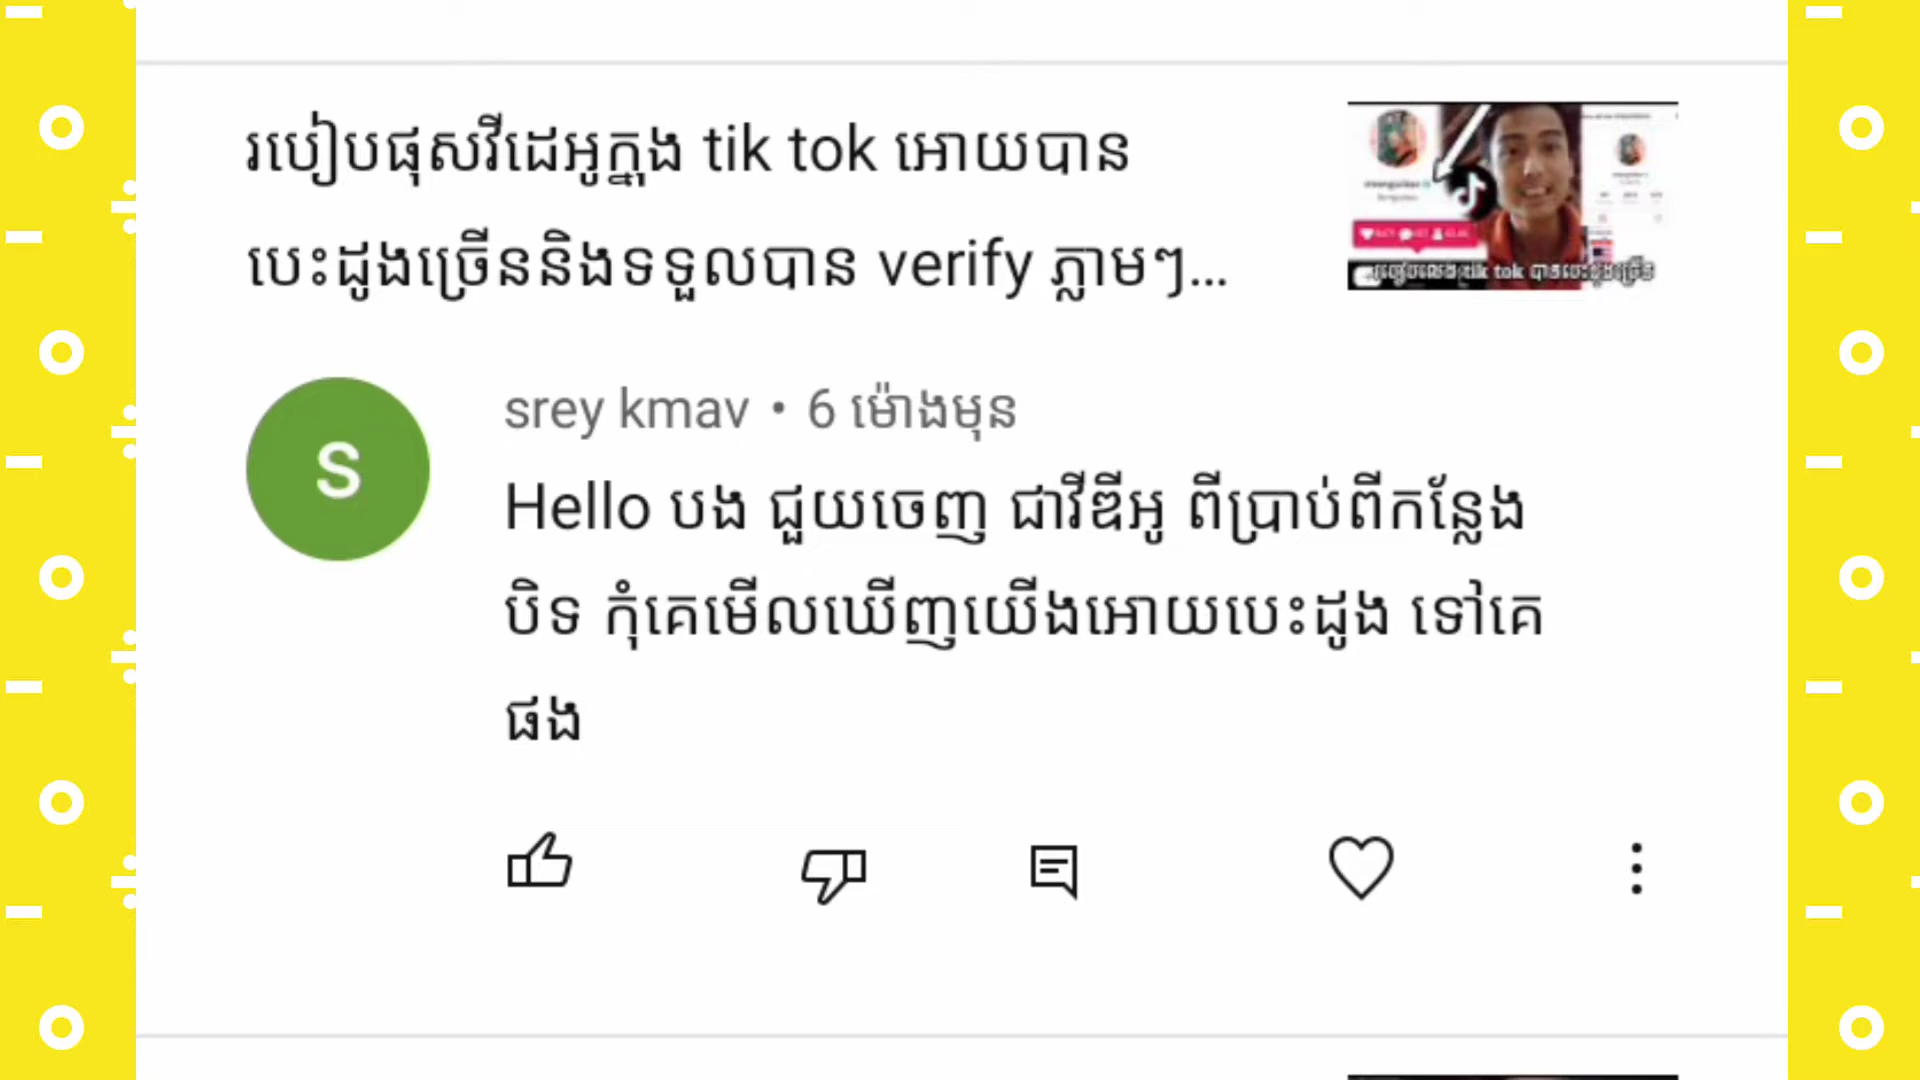 របៀបផុសវីដេអូក្នុង tik tok អោយបាន
បេះដូងច្រើននិងទទួលបាន verify ភ្លាមៗ...
S
srey kmav • 6 ម៉ោងមុន
Hello បង ជួយចេញ ជាវីឌីអូ ពីប្រាប់ពីកន្លែង
បិទ កុំគេមើលឃើញយើងអោយបេះដូង ទៅគេ
ផង